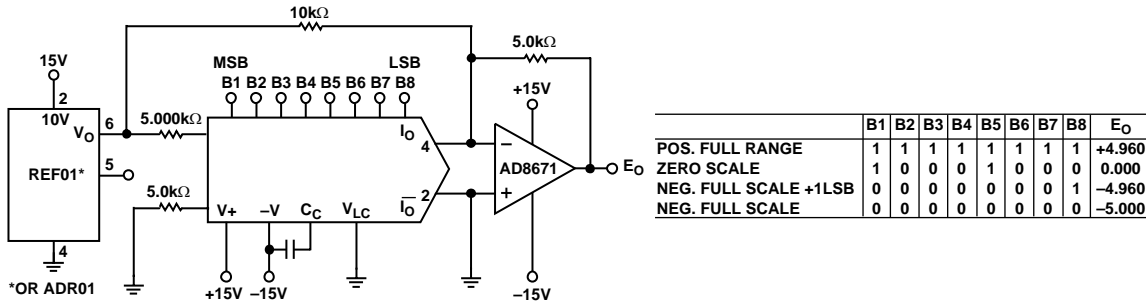 10kΩ
5.0kΩ
15V
2
10V
VO
6
5
REF01*
4
*OR ADR01
5.000kΩ
5.0kΩ
MSB LSB
B1 B2 B3 B4 B5 B6 B7 B8
IO
4
2
IO
V+ –V CC VLC
+15V –15V
+15V
–
AD8671
+
EO
–15V
B1 B2 B3 B4 B5 B6 B7 B8 EO
POS. FULL RANGE 1 1 1 1 1 1 1 1 +4.960
ZERO SCALE 1 0 0 0 1 0 0 0 0.000
NEG. FULL SCALE +1LSB 0 0 0 0 0 0 0 1 –4.960
NEG. FULL SCALE 0 0 0 0 0 0 0 0 –5.000